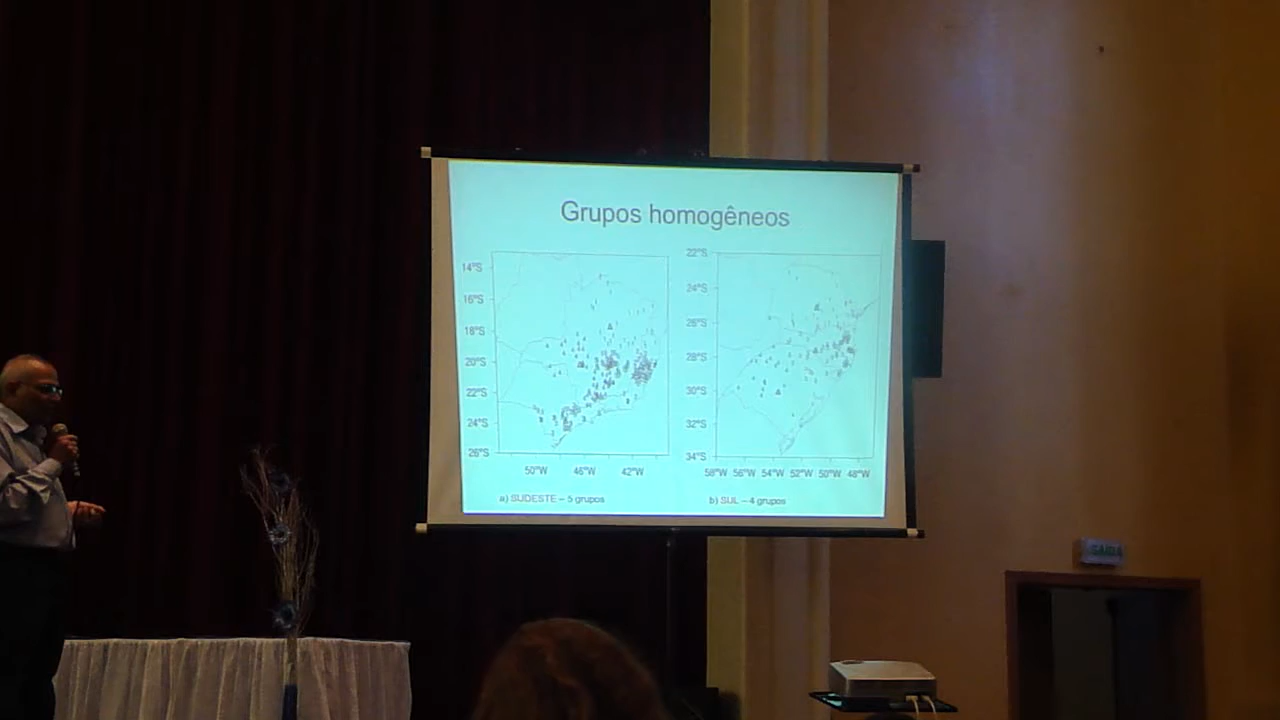 Grupos homogêneos
14°S
16°S
18°S
20°S
22°S
24°S
26°S
50°W 46°W 42°W
a) SUDESTE – 5 grupos
22°S
24°S
26°S
28°S
30°S
32°S
34°S
58°W 56°W 54°W 52°W 50°W 48°W
b) SUL – 4 grupos
SAÍDA